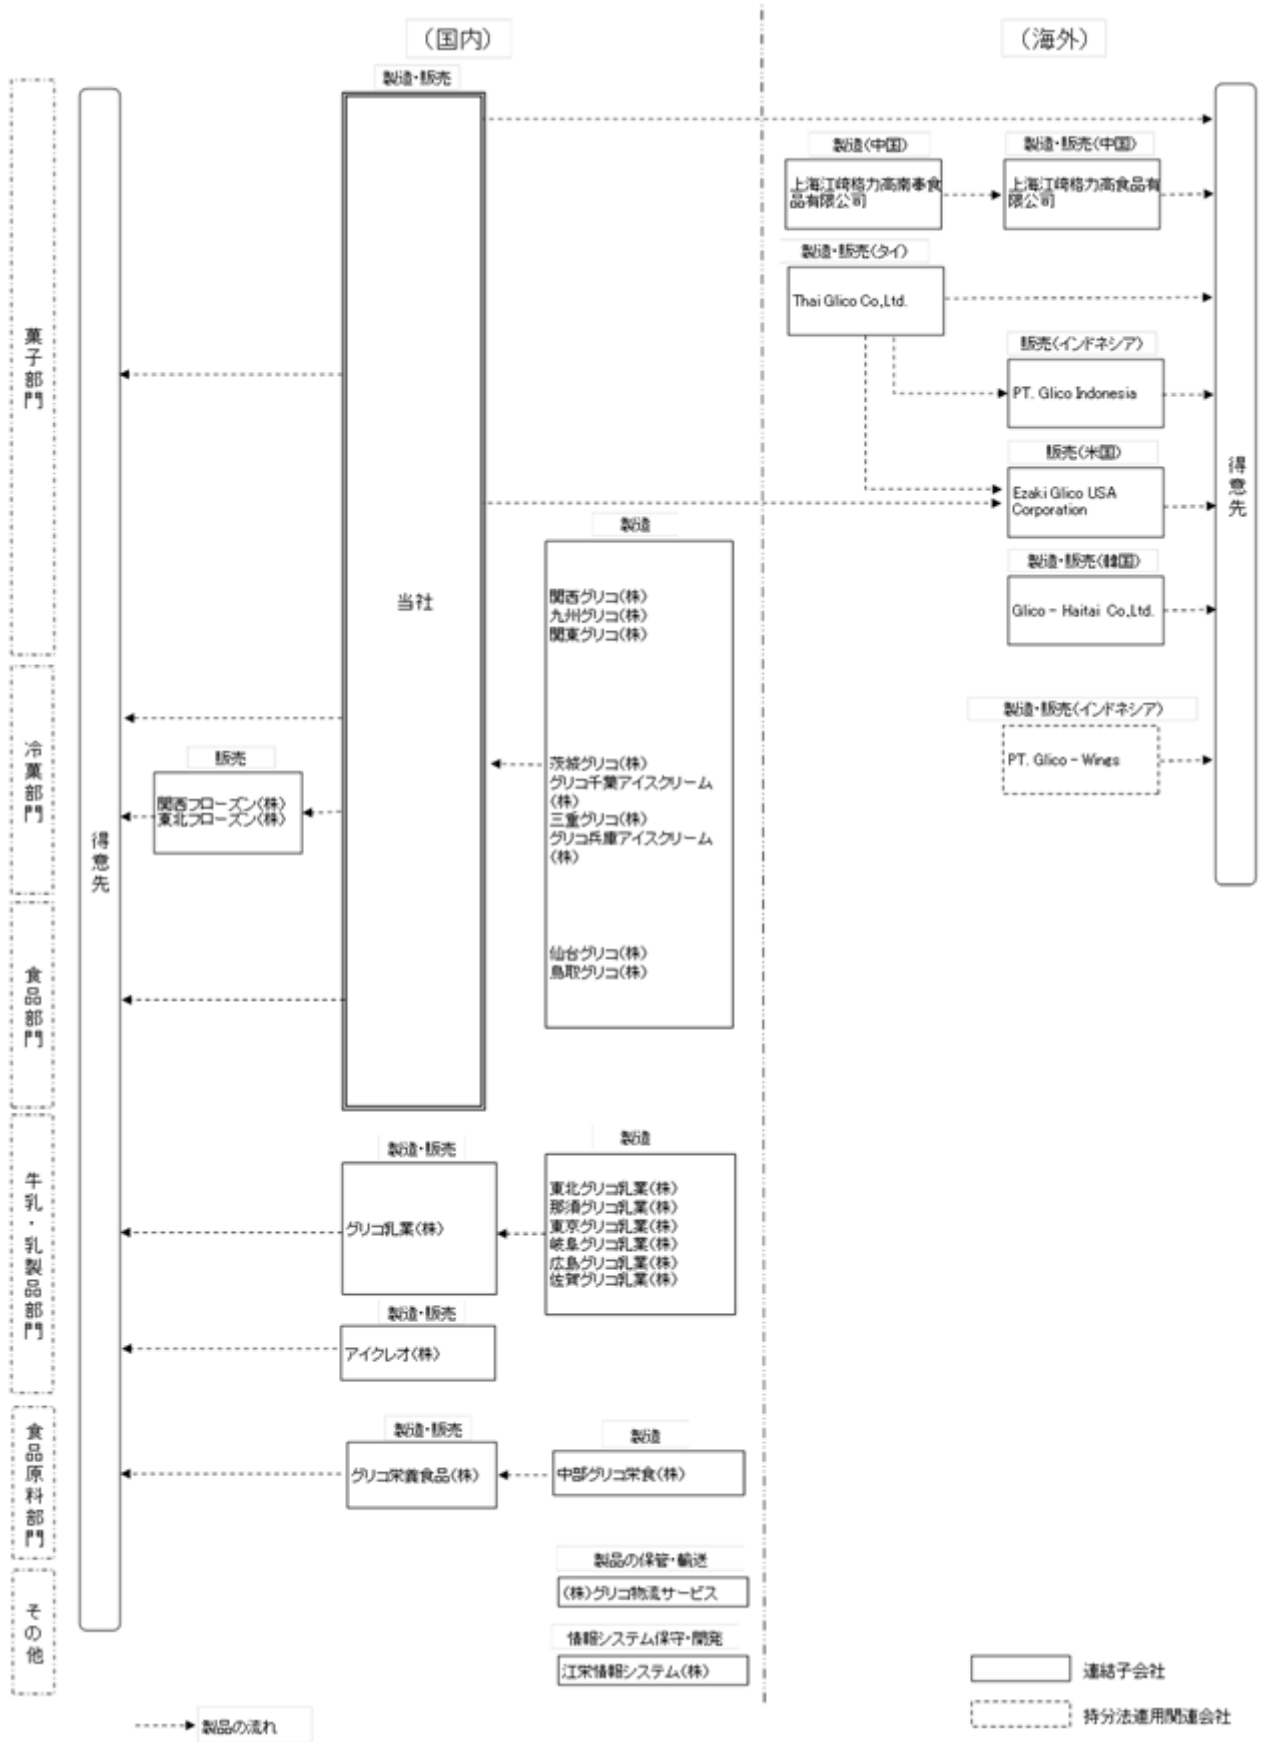 (国内)
(海外)
菓子部門
冷菓部門
食品部門
牛乳・乳製品部門
食品原料部門
その他
得意先
製造・販売
当社
販売
関西フローズン(株)
東北フローズン(株)
製造
関西グリコ(株)
九州グリコ(株)
関東グリコ(株)
茨城グリコ(株)
グリコ千葉アイスクリーム
(株)
三重グリコ(株)
グリコ兵庫アイスクリーム
(株)
仙台グリコ(株)
鳥取グリコ(株)
製造・販売
グリコ乳業(株)
製造
東北グリコ乳業(株)
那須グリコ乳業(株)
東京グリコ乳業(株)
岐阜グリコ乳業(株)
広島グリコ乳業(株)
佐賀グリコ乳業(株)
製造・販売
アイクレオ(株)
製造・販売
グリコ栄養食品(株)
製造
中部グリコ栄食(株)
製品の保管・輸送
(株)グリコ物流サービス
情報システム保守・開発
江栄情報システム(株)
製造(中国)
上海江崎格力高南奉食
品有限公司
製造・販売(中国)
上海江崎格力高食品有
限公司
製造・販売(タイ)
Thai Glico Co,Ltd.
販売(インドネシア)
PT. Glico Indonesia
販売(米国)
Ezaki Glico USA
Corporation
製造・販売(韓国)
Glico - Haitai Co,Ltd.
製造・販売(インドネシア)
PT. Glico - Wings
得意先
製品の流れ
連結子会社
持分法適用関連会社